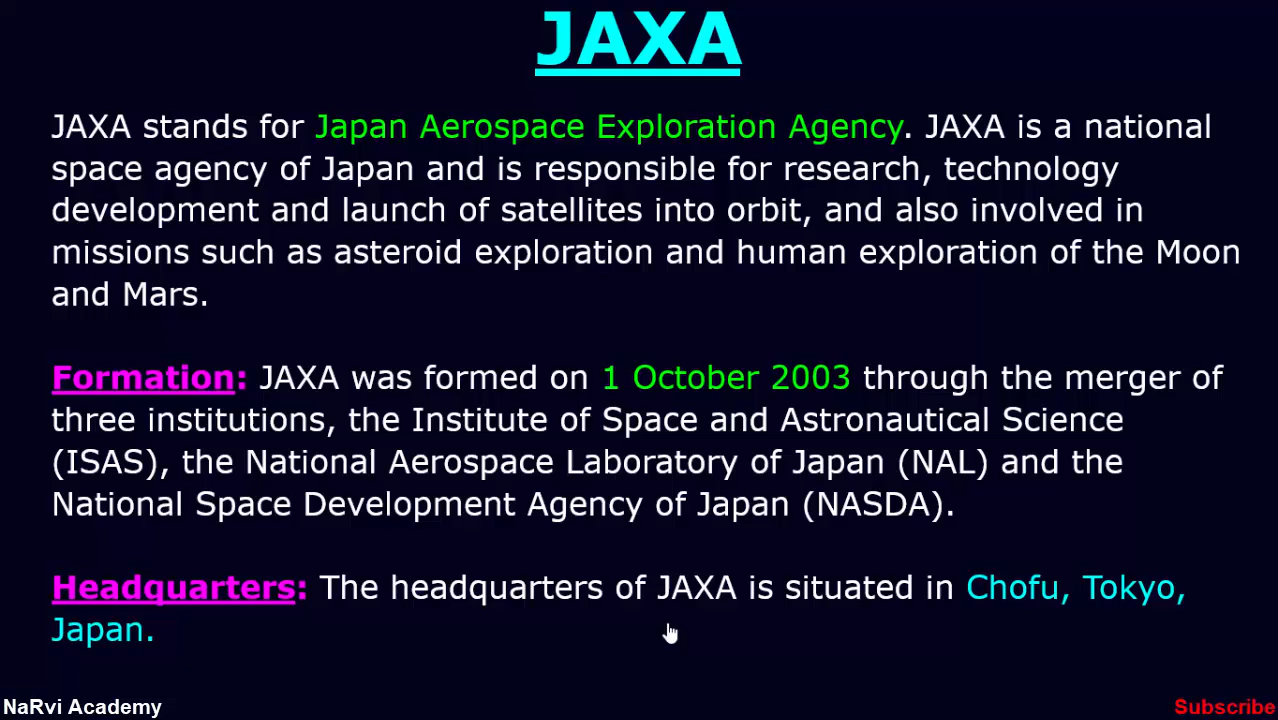 JAXA
JAXA stands for Japan Aerospace Exploration Agency. JAXA is a national
space agency of Japan and is responsible for research, technology
development and launch of satellites into orbit, and also involved in
missions such as asteroid exploration and human exploration of the Moon
and Mars.
Formation: JAXA was formed on 1 October 2003 through the merger of
three institutions, the Institute of Space and Astronautical Science
(ISAS), the National Aerospace Laboratory of Japan (NAL) and the
National Space Development Agency of Japan (NASDA).
Headquarters: The headquarters of JAXA is situated in Chofu, Tokyo,
Japan.
NaRvi Academy
Subscribe